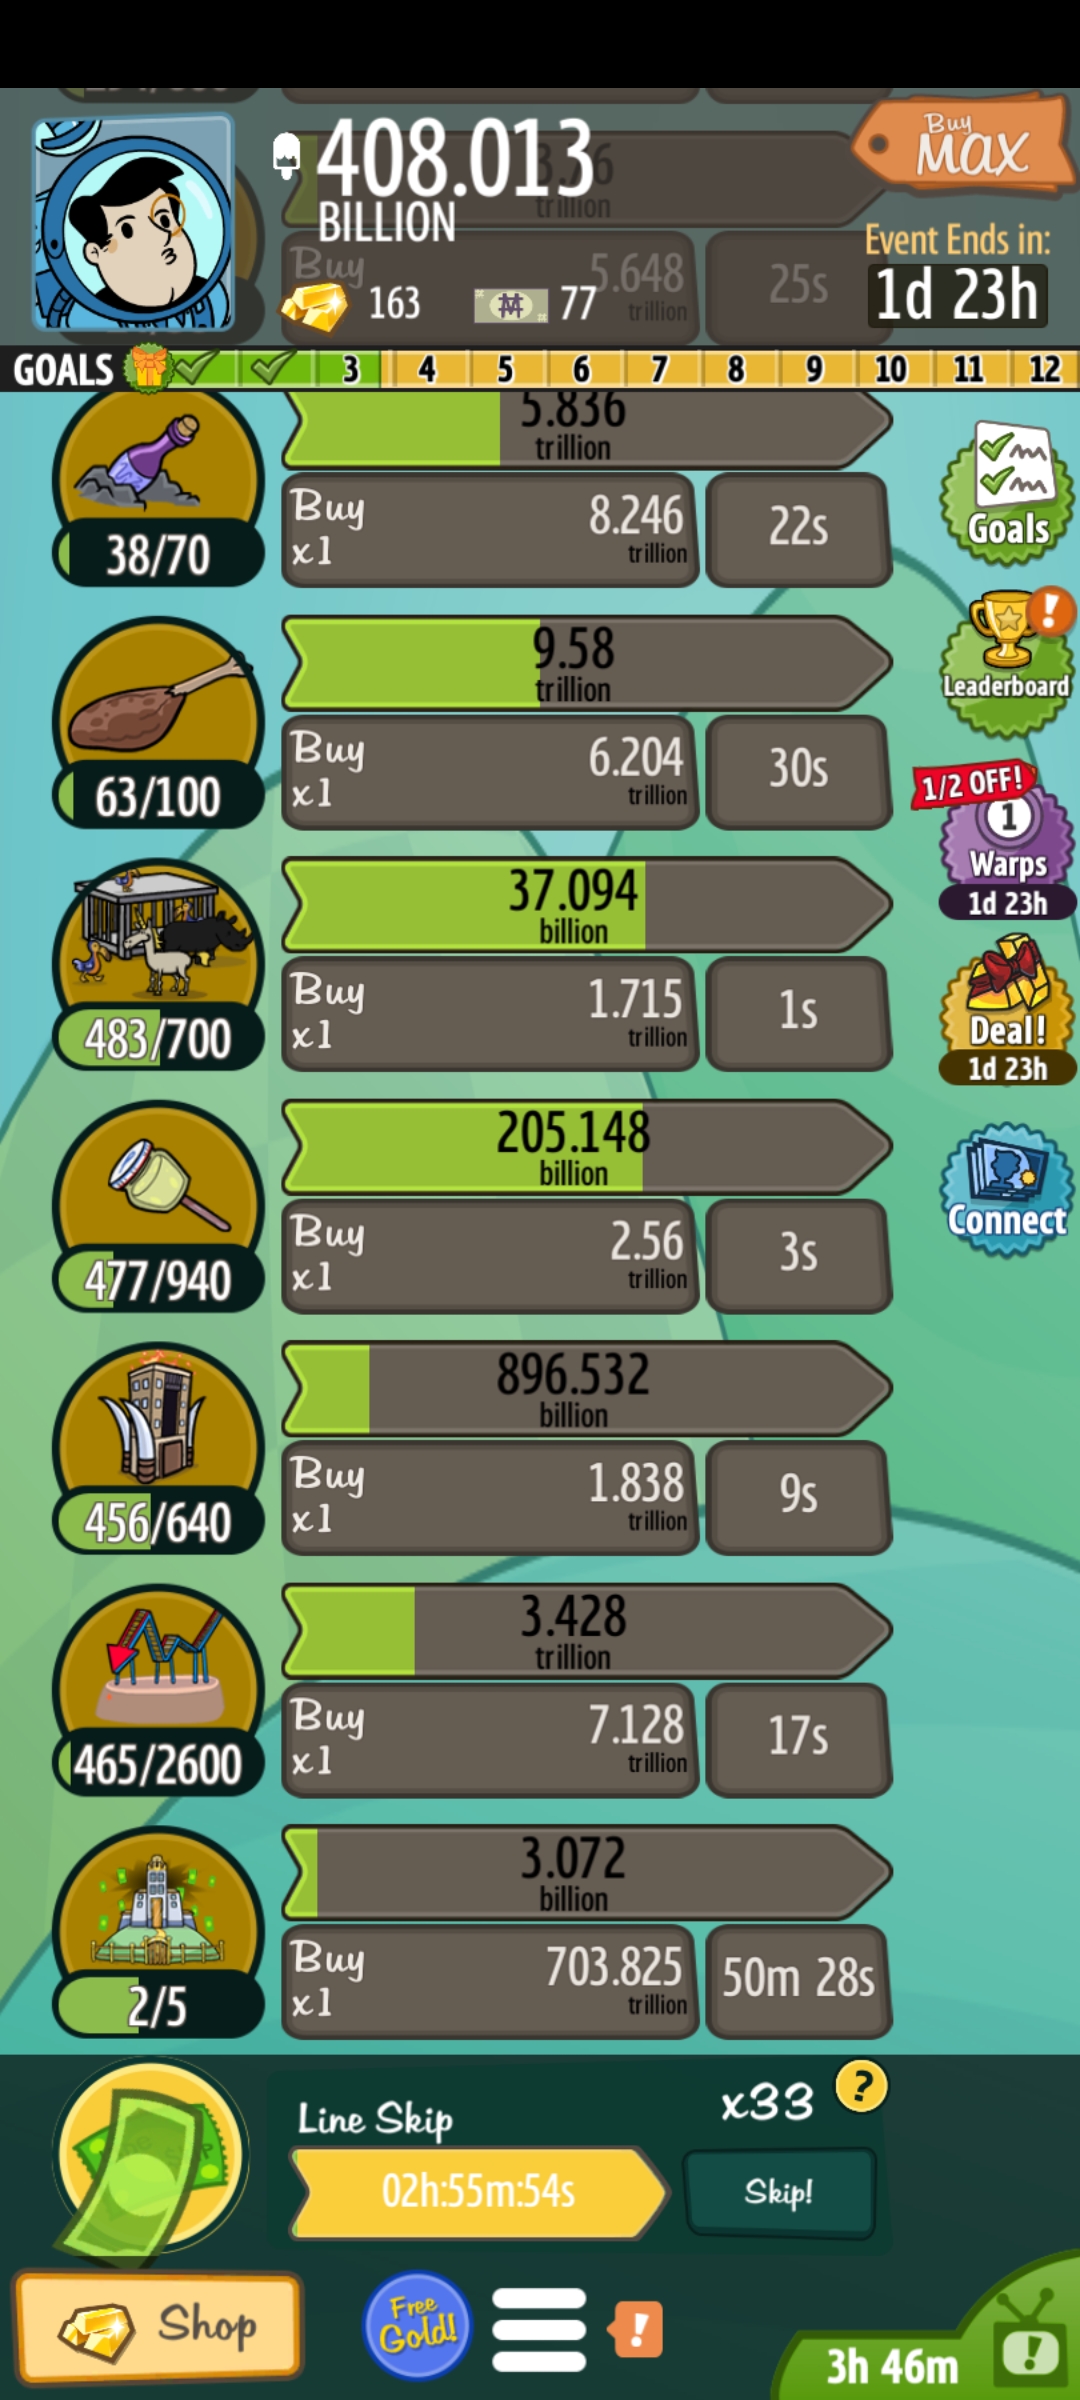 408.013
BILLION
Buy
MAX
trillion
Event Ends in:
1d 23h
Buy
5.648
trillion
25s
163
77
GOALS 3 4 5 6 7 8 9 10 11 12
5.836
trillion
38/70
Buy
x1
8.246
trillion
22s
Goals
9.58
trillion
63/100
Buy
x1
6.204
trillion
30s
!
Leaderboard
1/2 OFF!
1
Warps
1d 23h
37.094
billion
483/700
Buy
x1
1.715
trillion
1s
Deal!
1d 23h
205.148
billion
477/940
Buy
x1
2.56
trillion
3s
Connect
896.532
billion
456/640
Buy
x1
1.838
trillion
9s
3.428
trillion
465/2600
Buy
x1
7.128
trillion
17s
3.072
billion
2/5
Buy
x1
703.825
trillion
50m 28s
Line Skip
x33
?
02h:55m:54s
Skip!
Shop
Free
Gold!
!
3h 46m
!